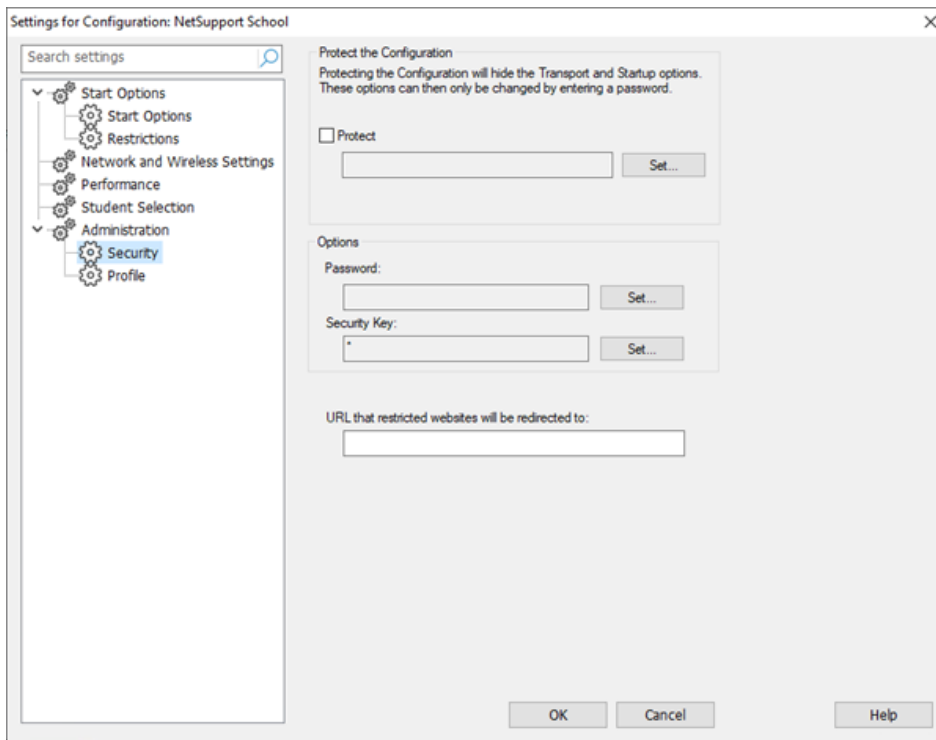 Settings for Configuration: NetSupport School
Search settings
Start Options
Start Options
Restrictions
Network and Wireless Settings
Performance
Student Selection
Administration
Security
Profile
Protect the Configuration
Protecting the Configuration will hide the Transport and Startup options.
These options can then only be changed by entering a password.
Protect
Set...
Options
Password:
Set...
Security Key:
*
Set...
URL that restricted websites will be redirected to:
OK
Cancel
Help